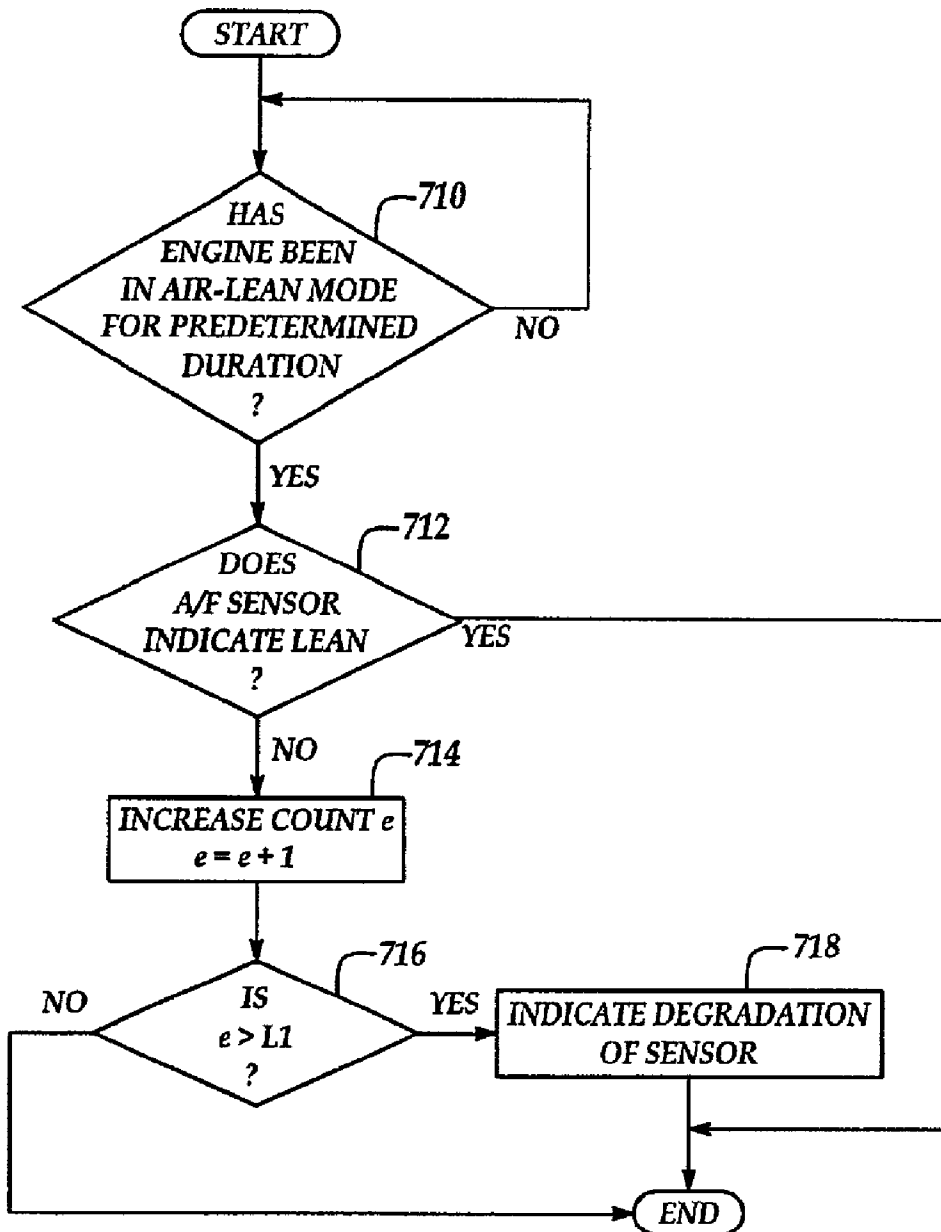 START
710
HAS
ENGINE BEEN
IN AIR-LEAN MODE
FOR PREDETERMINED
DURATION
?
NO
YES
712
DOES
A/F SENSOR
INDICATE LEAN
?
YES
NO
714
INCREASE COUNT e
e = e + 1
716
NO
IS
e > L1
?
YES
718
INDICATE DEGRADATION
OF SENSOR
END